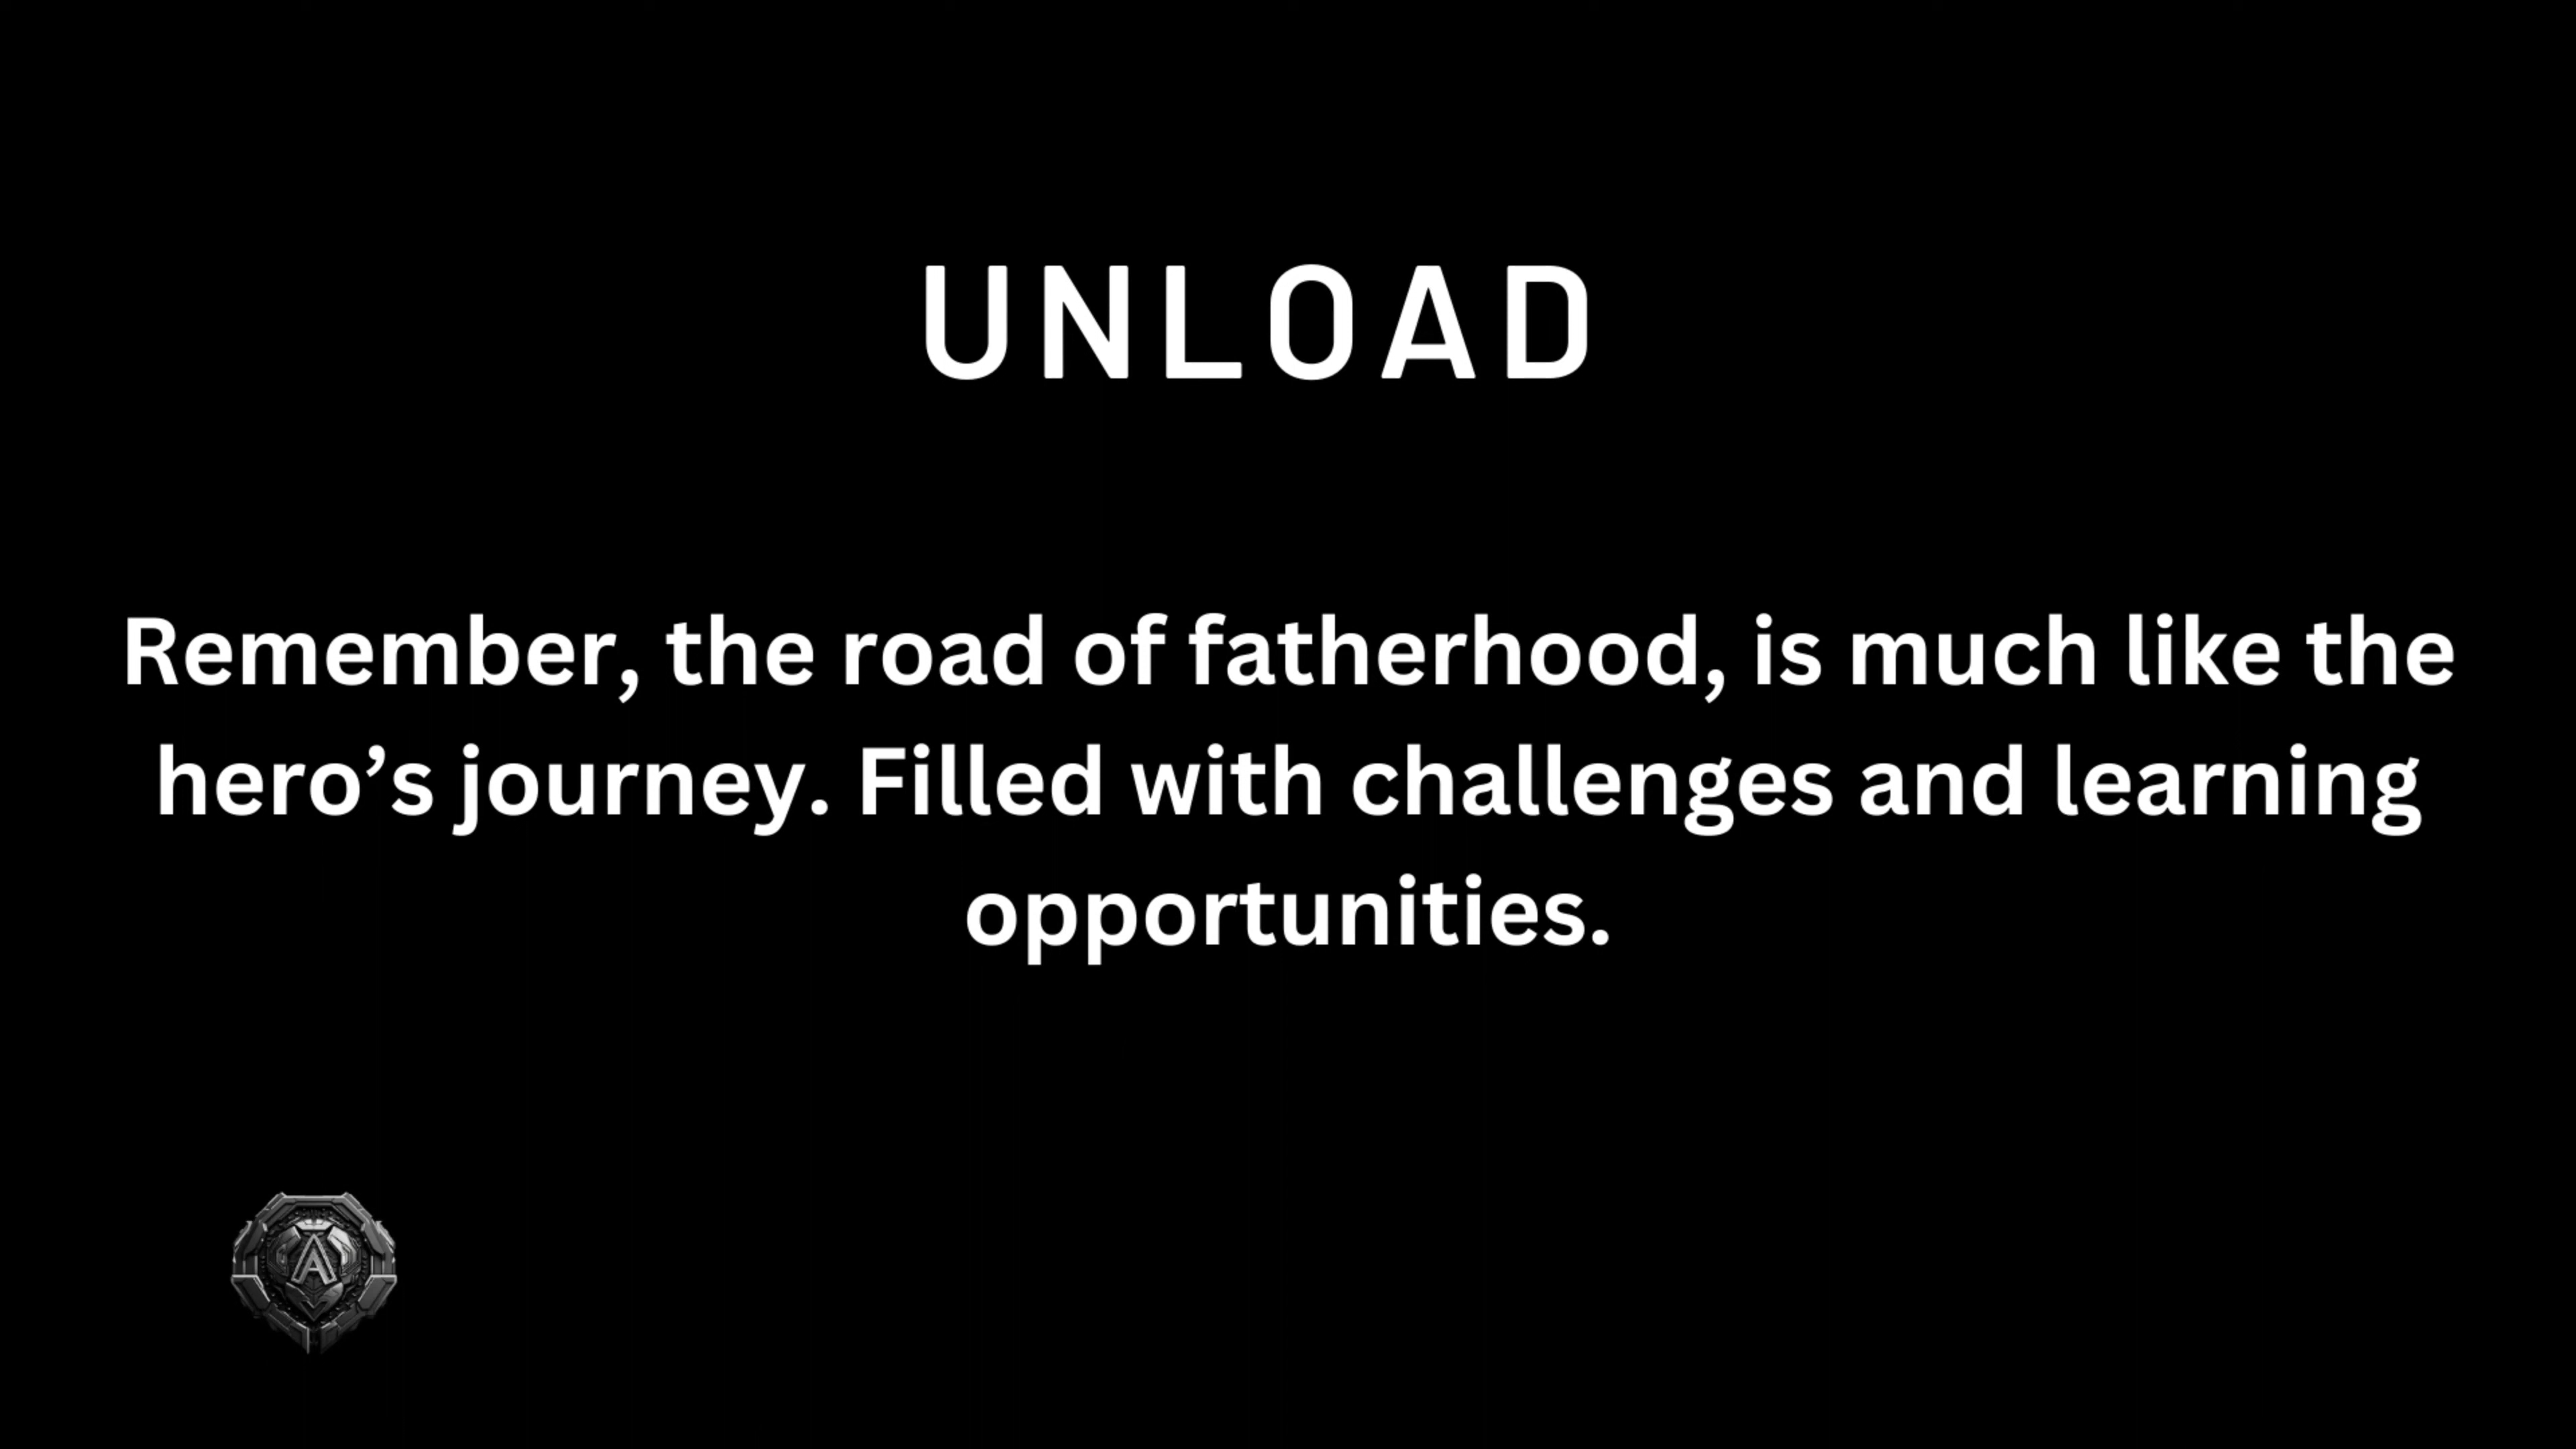 UNLOAD
Remember, the road of fatherhood, is much like the
hero’s journey. Filled with challenges and learning
opportunities.
A